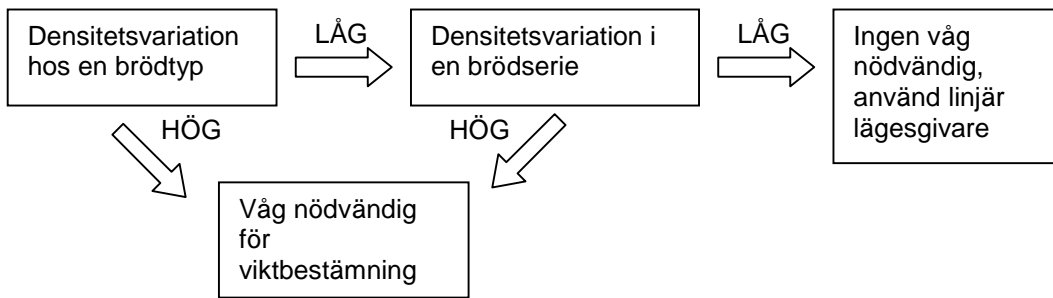 Densitetsvariation
hos en brödtyp
LÅG
Densitetsvariation i
en brödserie
LÅG
Ingen våg
nödvändig,
använd linjär
lägesgivare
HÖG
HÖG
Våg nödvändig
för
viktbestämning